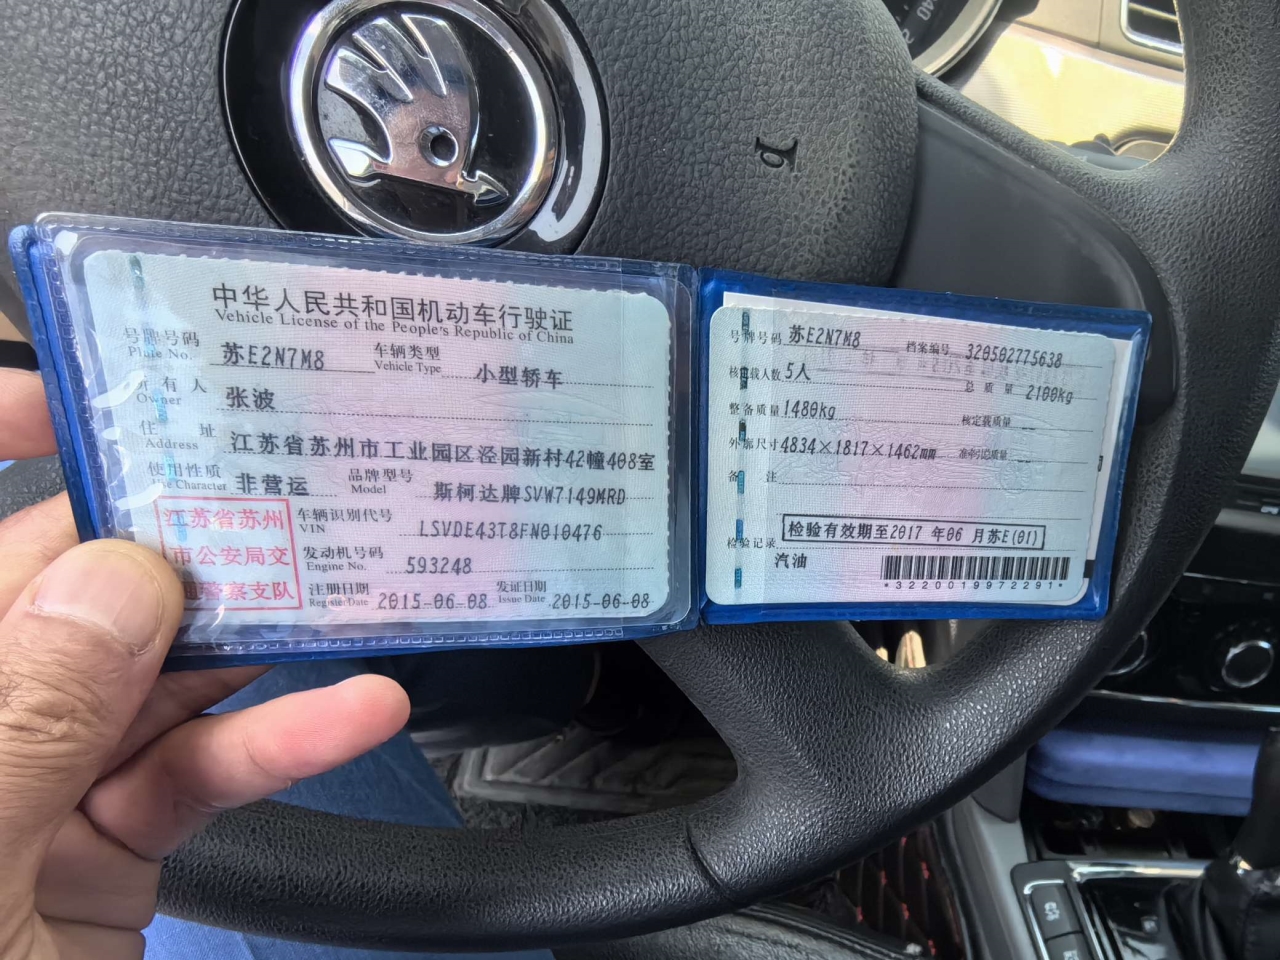 中华人民共和国机动车行驶证
Vehicle License of the People's Republic of China
号牌号码 苏E2N7M8 车辆类型 小型轿车
Plate No. Vehicle Type
所有人 张波
Owner
住址 江苏省苏州市工业园区泾园新村42幢408室
Address
使用性质 非营运 品牌型号 斯柯达牌SVW7149MRD
Use Character Model
江苏省苏州
市公安局交
通警察支队
车辆识别代号 LSVDE43T8FN010476
VIN
发动机号码 593248
Engine No.
注册日期 2015-06-08 发证日期 2015-06-08
Register Date Issue Date
号牌号码 苏E2N7M8 档案编号 320502775638
核定载人数 5人 总质量 2100kg
整备质量 1480kg 核定载质量 --
外廓尺寸 4834×1817×1462mm 准牵引总质量 --
备注
检验记录 检验有效期至2017 年06 月苏E(01)
汽油
*3220019972291*